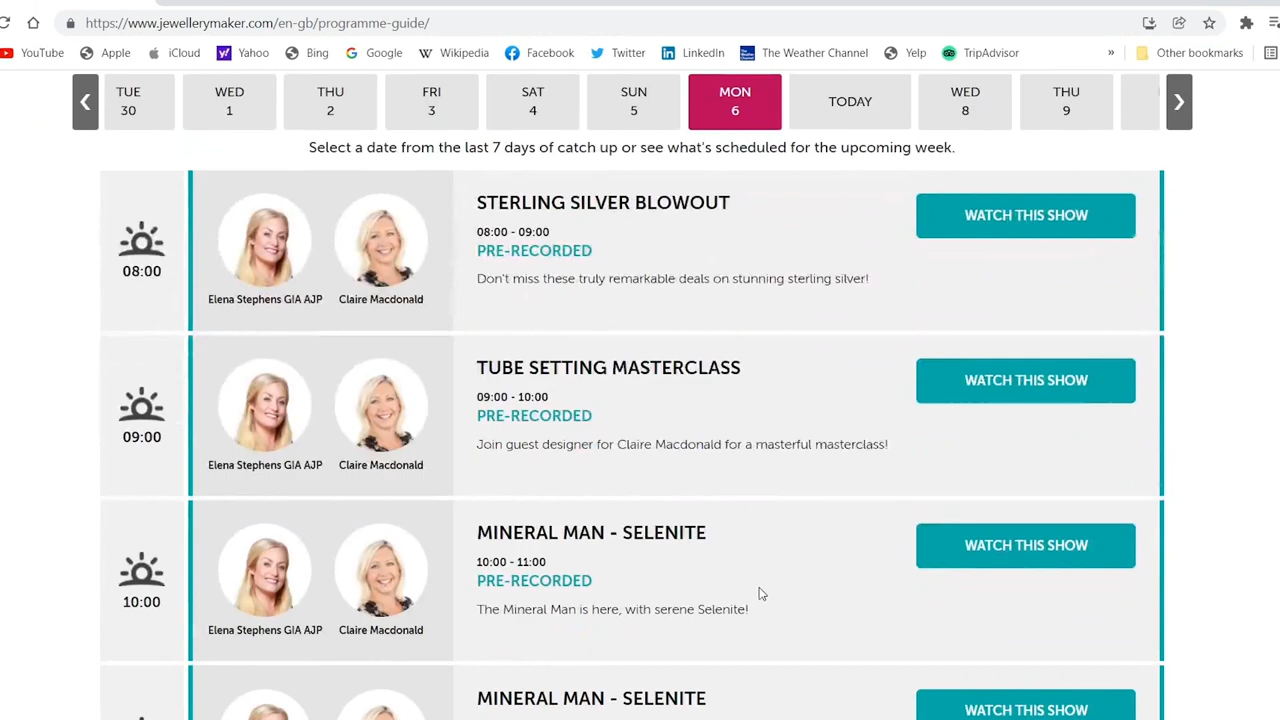 https://www.jewellerymaker.com/en-gb/programme-guide/
YouTube Apple iCloud Yahoo Bing Google Wikipedia Facebook Twitter LinkedIn The Weather Channel Yelp TripAdvisor » Other bookmarks
TUE 30
WED 1
THU 2
FRI 3
SAT 4
SUN 5
MON 6
TODAY
WED 8
THU 9
Select a date from the last 7 days of catch up or see what's scheduled for the upcoming week.
08:00
Elena Stephens GIA AJP
Claire Macdonald
STERLING SILVER BLOWOUT
08:00 - 09:00
PRE-RECORDED
Don't miss these truly remarkable deals on stunning sterling silver!
WATCH THIS SHOW
09:00
Elena Stephens GIA AJP
Claire Macdonald
TUBE SETTING MASTERCLASS
09:00 - 10:00
PRE-RECORDED
Join guest designer for Claire Macdonald for a masterful masterclass!
WATCH THIS SHOW
10:00
Elena Stephens GIA AJP
Claire Macdonald
MINERAL MAN - SELENITE
10:00 - 11:00
PRE-RECORDED
The Mineral Man is here, with serene Selenite!
WATCH THIS SHOW
MINERAL MAN - SELENITE
WATCH THIS SHOW